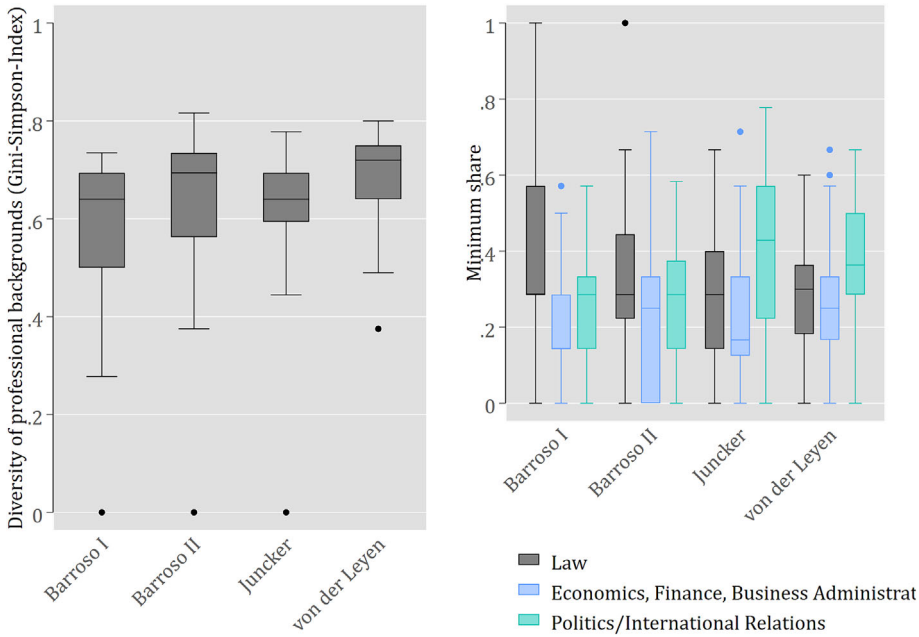 Diversity of professional backgrounds (Gini-Simpson-Index)
1
.8
.6
.4
.2
0
Barroso I
Barroso II
Juncker
von der Leyen
Minimum share
1
.8
.6
.4
.2
0
Barroso I
Barroso II
Juncker
von der Leyen
Law
Economics, Finance, Business Administrat
Politics/International Relations